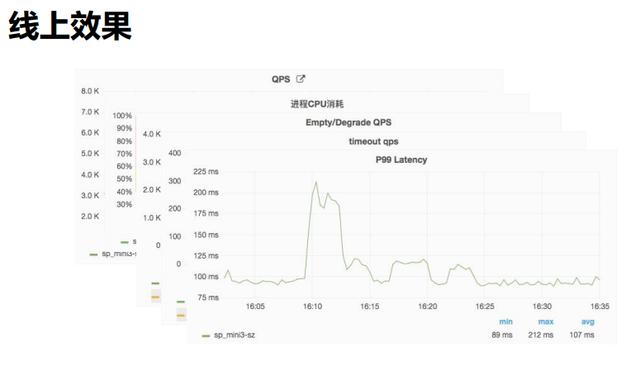 线上效果
QPS
8.0 K
进程CPU消耗
7.0 K
100%
Empty/Degrade QPS
6.0 K
90%
4.0 K
timeout qps
80%
5.0 K
70%
400
P99 Latency
60%
3.0 K
225 ms
4.0 K
50%
300
200 ms
3.0 K
40%
2.0 K
200
175 ms
30%
2.0 K
1.0 K
150 ms
100
125 ms
0
sp_mini3-s
0
100 ms
75 ms
16:05 16:10 16:15 16:20 16:25 16:30 16:35
min max avg
sp_mini3-sz 89 ms 212 ms 107 ms